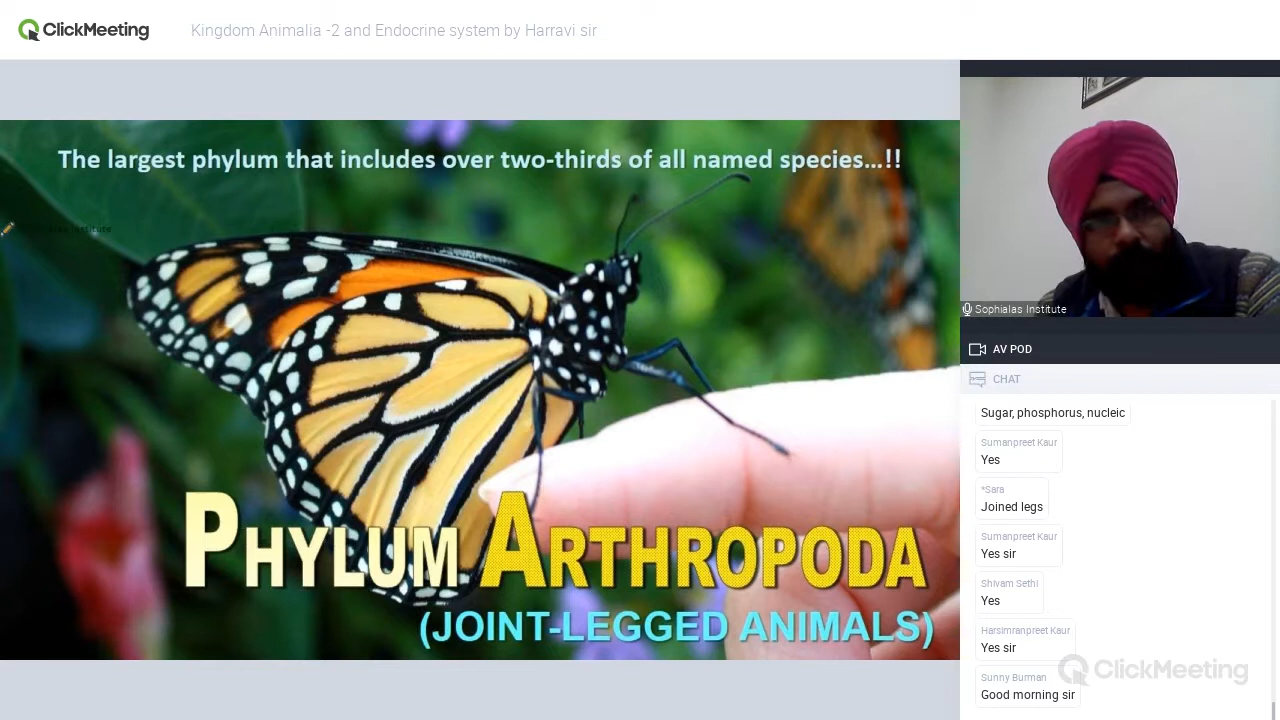 ClickMeeting
Kingdom Animalia -2 and Endocrine system by Harravi sir
The largest phylum that includes over two-thirds of all named species...!!
Institute
PHYLUM ARTHROPODA
(JOINT-LEGGED ANIMALS)
Sophialas Institute
AV POD
CHAT
Sugar, phosphorus, nucleic
Sumanpreet Kaur
Yes
*Sara
Joined legs
Sumanpreet Kaur
Yes sir
Shivam Sethi
Yes
Harsimranpreet Kaur
Yes sir
Sunny Burman
Good morning sir
ClickMeeting